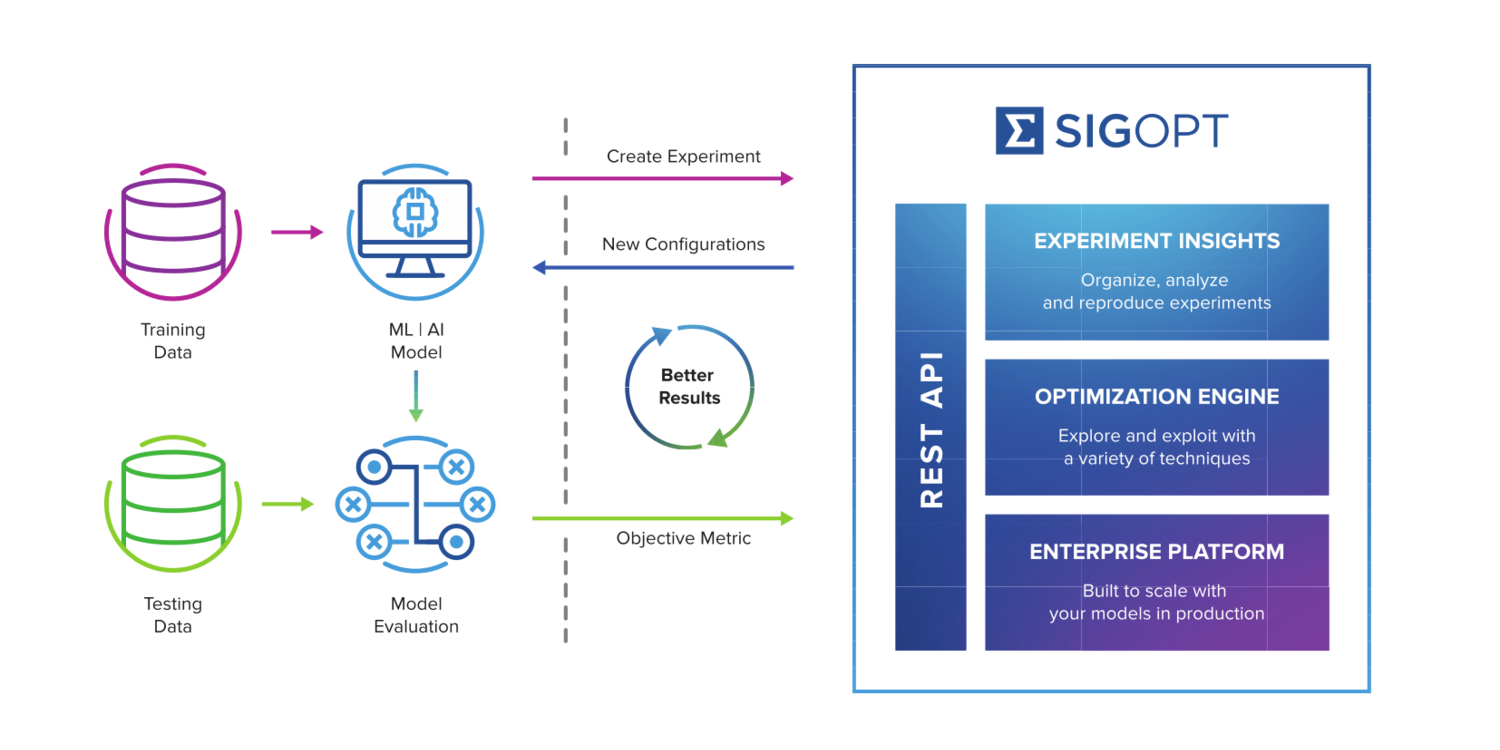 Training
Data
ML | AI
Model
Testing
Data
Model
Evaluation
Create Experiment
New Configurations
Better
Results
Objective Metric
SIGOPT
REST API
EXPERIMENT INSIGHTS
Organize, analyze
and reproduce experiments
OPTIMIZATION ENGINE
Explore and exploit with
a variety of techniques
ENTERPRISE PLATFORM
Built to scale with
your models in production